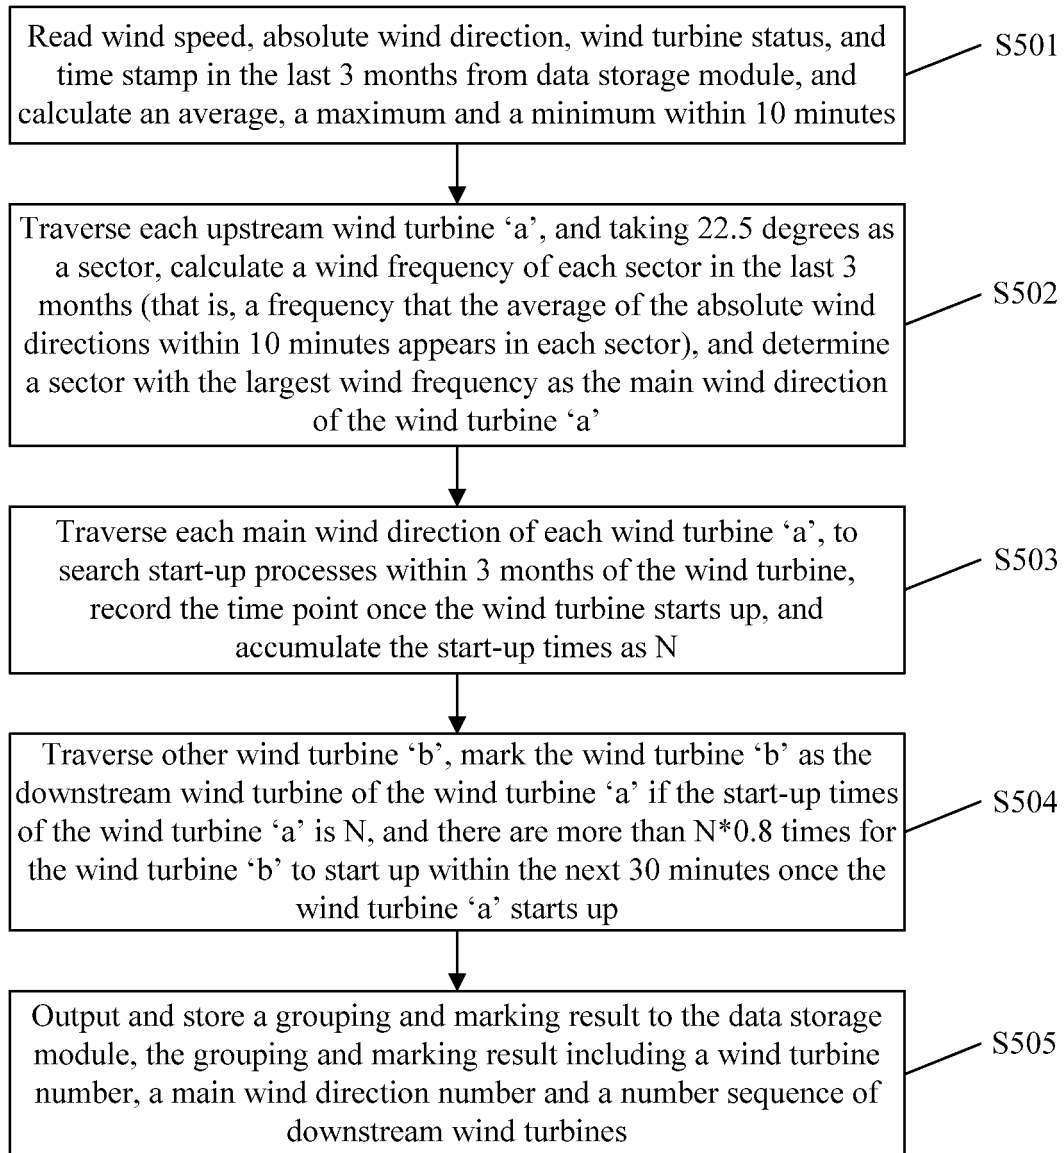 Read wind speed, absolute wind direction, wind turbine status, and
time stamp in the last 3 months from data storage module, and
calculate an average, a maximum and a minimum within 10 minutes
S501
Traverse each upstream wind turbine ‘a’, and taking 22.5 degrees as
a sector, calculate a wind frequency of each sector in the last 3
months (that is, a frequency that the average of the absolute wind
directions within 10 minutes appears in each sector), and determine
a sector with the largest wind frequency as the main wind direction
of the wind turbine ‘a’
S502
Traverse each main wind direction of each wind turbine ‘a’, to
search start-up processes within 3 months of the wind turbine,
record the time point once the wind turbine starts up, and
accumulate the start-up times as N
S503
Traverse other wind turbine ‘b’, mark the wind turbine ‘b’ as the
downstream wind turbine of the wind turbine ‘a’ if the start-up times
of the wind turbine ‘a’ is N, and there are more than N*0.8 times for
the wind turbine ‘b’ to start up within the next 30 minutes once the
wind turbine ‘a’ starts up
S504
Output and store a grouping and marking result to the data storage
module, the grouping and marking result including a wind turbine
number, a main wind direction number and a number sequence of
downstream wind turbines
S505